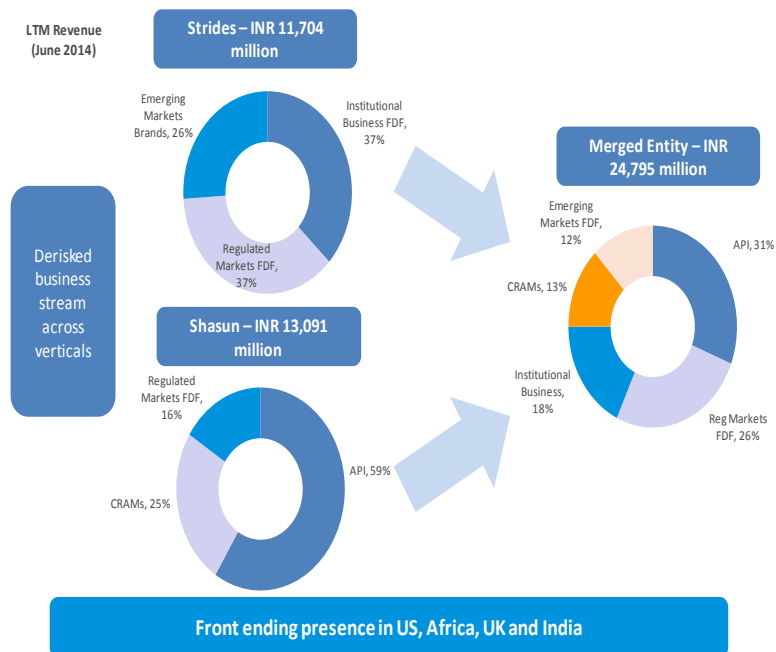 LTM Revenue
(June 2014)
Strides – INR 11,704
million
Emerging
Markets
Brands, 26%
Institutional
Business FDF,
37%
Regulated
Markets FDF,
37%
Derisked
business
stream
across
verticals
Shasun – INR 13,091
million
Regulated
Markets FDF,
16%
API, 59%
CRAMs, 25%
Merged Entity – INR
24,795 million
Emerging
Markets FDF,
12%
API, 31%
CRAMs, 13%
Institutional
Business,
18%
Reg Markets
FDF, 26%
Front ending presence in US, Africa, UK and India